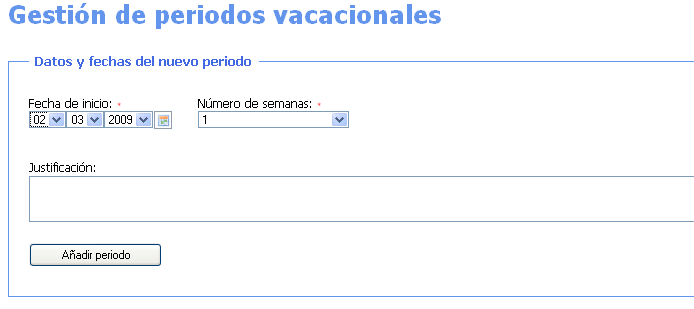 Gestión de periodos vacacionales
Datos y fechas del nuevo periodo
Fecha de inicio: * Número de semanas: *
02 03 2009 1
Justificación:
Añadir periodo